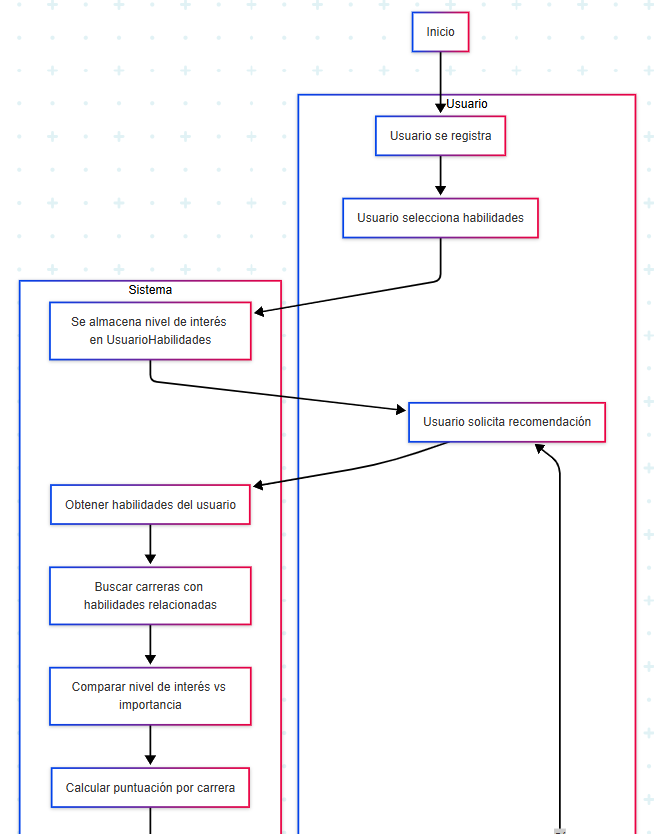 Inicio
Usuario
Usuario se registra
Usuario selecciona habilidades
Sistema
Se almacena nivel de interés
en UsuarioHabilidades
Usuario solicita recomendación
Obtener habilidades del usuario
Buscar carreras con
habilidades relacionadas
Comparar nivel de interés vs
importancia
Calcular puntuación por carrera